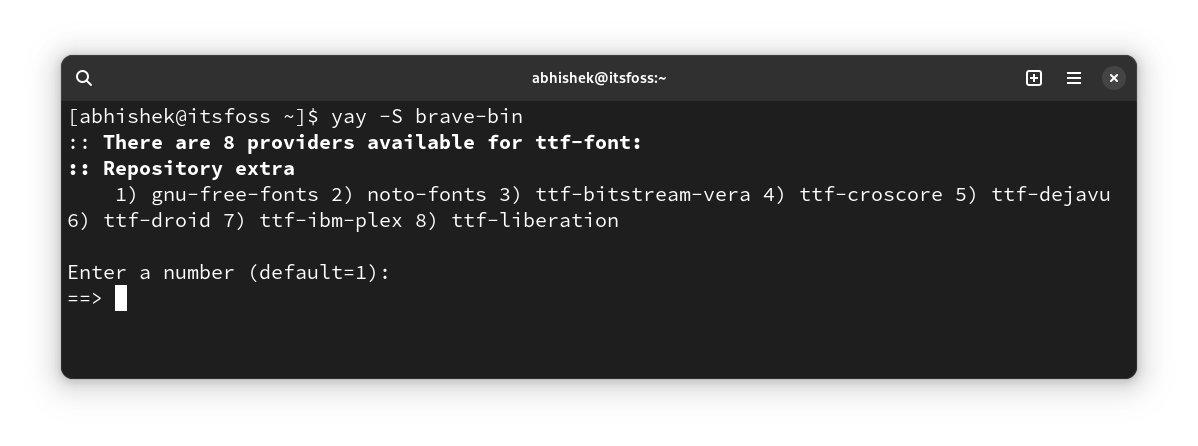 abhishek@itsfoss:~
[abhishek@itsfoss ~]$ yay -S brave-bin
:: There are 8 providers available for ttf-font:
:: Repository extra
    1) gnu-free-fonts 2) noto-fonts 3) ttf-bitstream-vera 4) ttf-croscore 5) ttf-dejavu
6) ttf-droid 7) ttf-ibm-plex 8) ttf-liberation
Enter a number (default=1):
==>